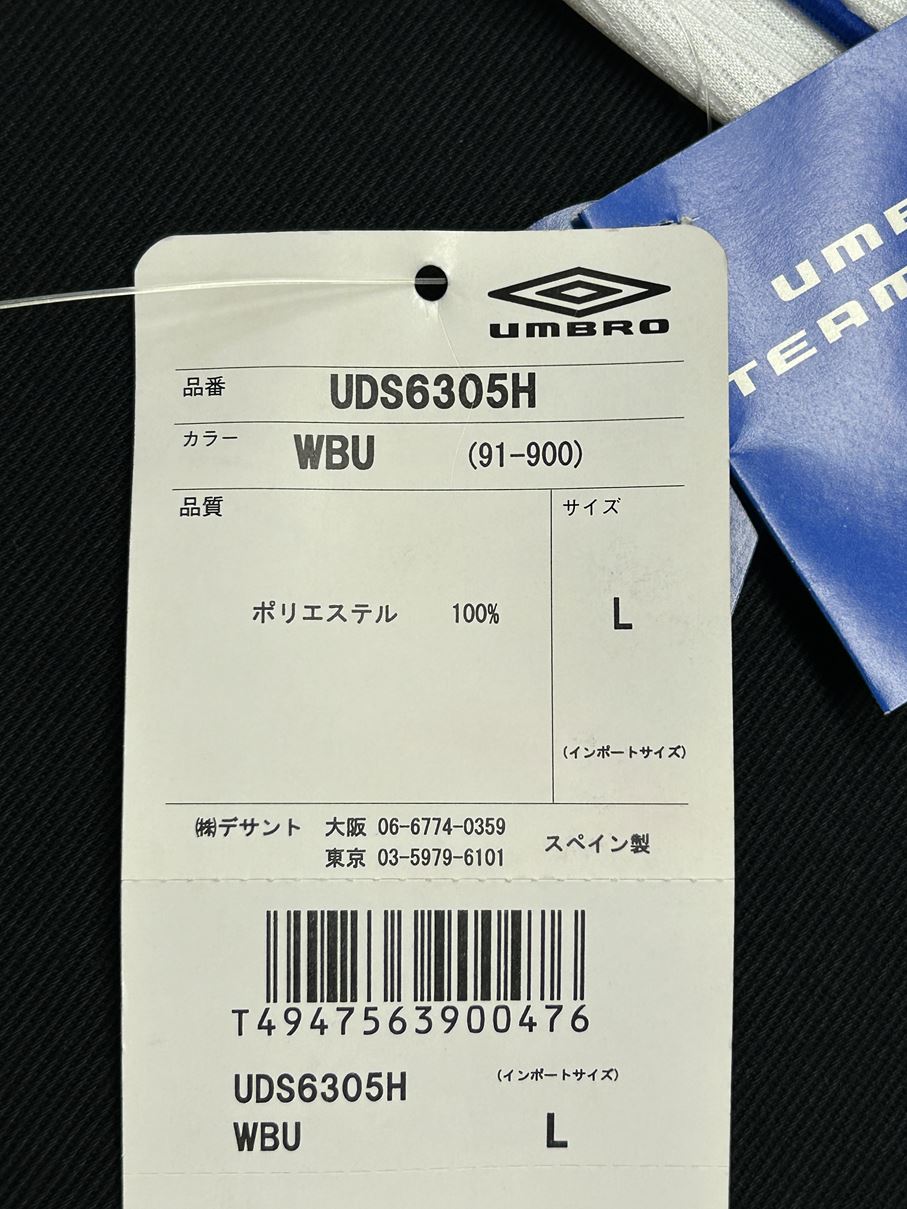 UMBRO
品番 UDS6305H
カラー WBU (91-900)
品質 サイズ
ポリエステル 100% L
(インポートサイズ)
㈱デサント 大阪 06-6774-0359
東京 03-5979-6101
スペイン製
T4947563900476
UDS6305H (インポートサイズ)
WBU L
UMB
TEAM